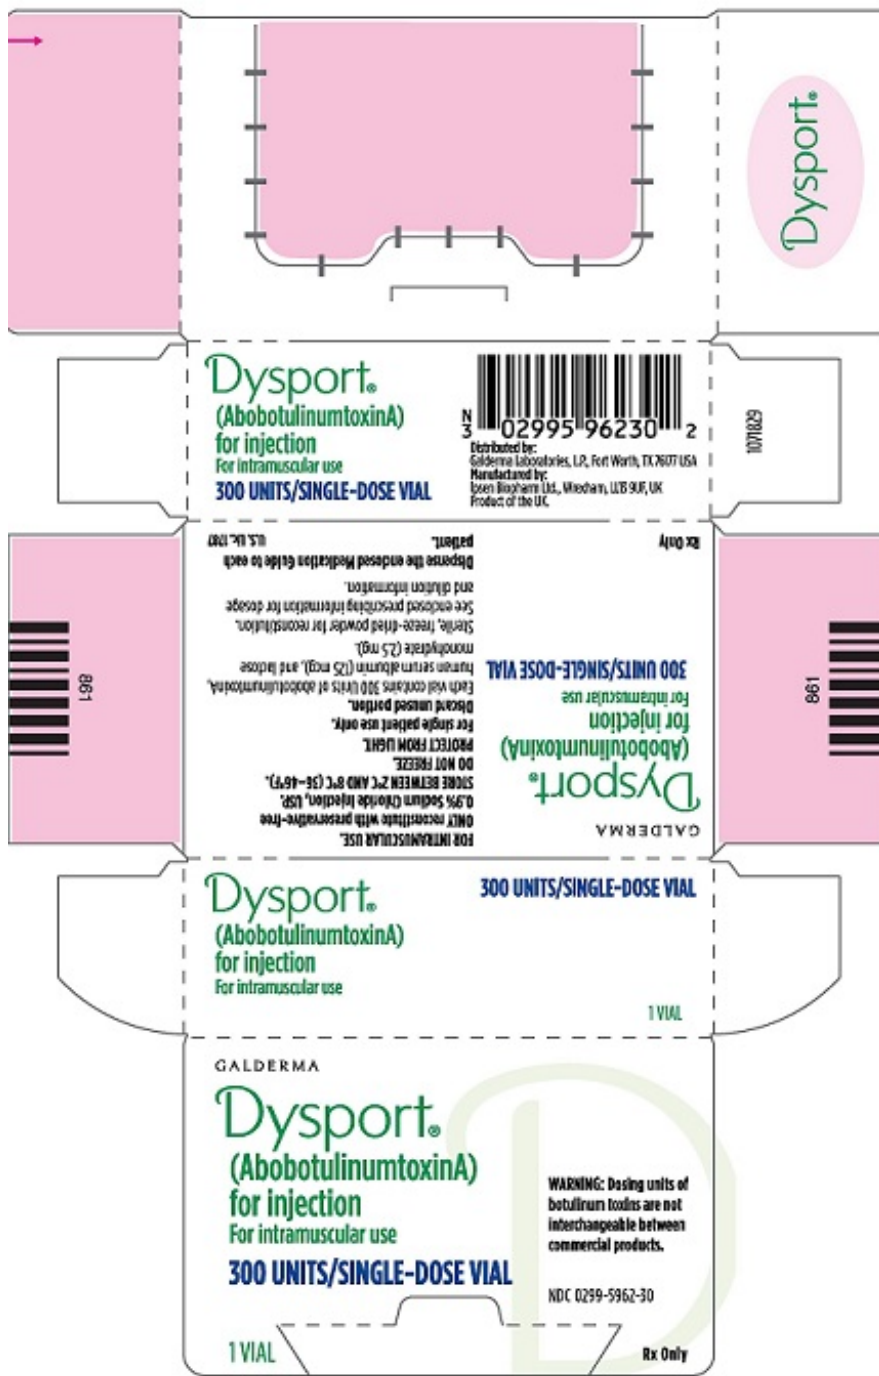 Dysport®
Dysport®
(AbobotulinumtoxinA)
for injection
For intramuscular use
300 UNITS/SINGLE-DOSE VIAL
N
3 02995 96230 2
Distributed by:
Galderma Laboratories, L.P., Fort Worth, TX 76177 USA
Manufactured by:
Ipsen Biopharm Ltd., Wrexham, LL13 9UF, UK
Product of the UK.
1071829
GALDERMA
Dysport®
(AbobotulinumtoxinA)
for injection
For intramuscular use
300 UNITS/SINGLE-DOSE VIAL
Rx Only
FOR INTRAMUSCULAR USE.
ONLY reconstitute with preservative-free
0.9% Sodium Chloride Injection, USP.
STORE BETWEEN 2°C AND 8°C (36–46°F).
DO NOT FREEZE.
PROTECT FROM LIGHT.
For single patient use only.
Discard unused portion.
Each vial contains 300 Units of abobotulinumtoxinA,
human serum albumin (125 mcg), and lactose
monohydrate (2.5 mg).
Sterile, freeze-dried powder for reconstitution.
See enclosed prescribing information for dosage
and dilution information.
Dispense the enclosed Medication Guide to each
patient. U.S. Lic. 1787
861
861
Dysport®
(AbobotulinumtoxinA)
for injection
For intramuscular use
300 UNITS/SINGLE-DOSE VIAL
1 VIAL
GALDERMA
Dysport®
(AbobotulinumtoxinA)
for injection
For intramuscular use
300 UNITS/SINGLE-DOSE VIAL
1 VIAL
WARNING: Dosing units of
botulinum toxins are not
interchangeable between
commercial products.
NDC 0299-5962-30
Rx Only